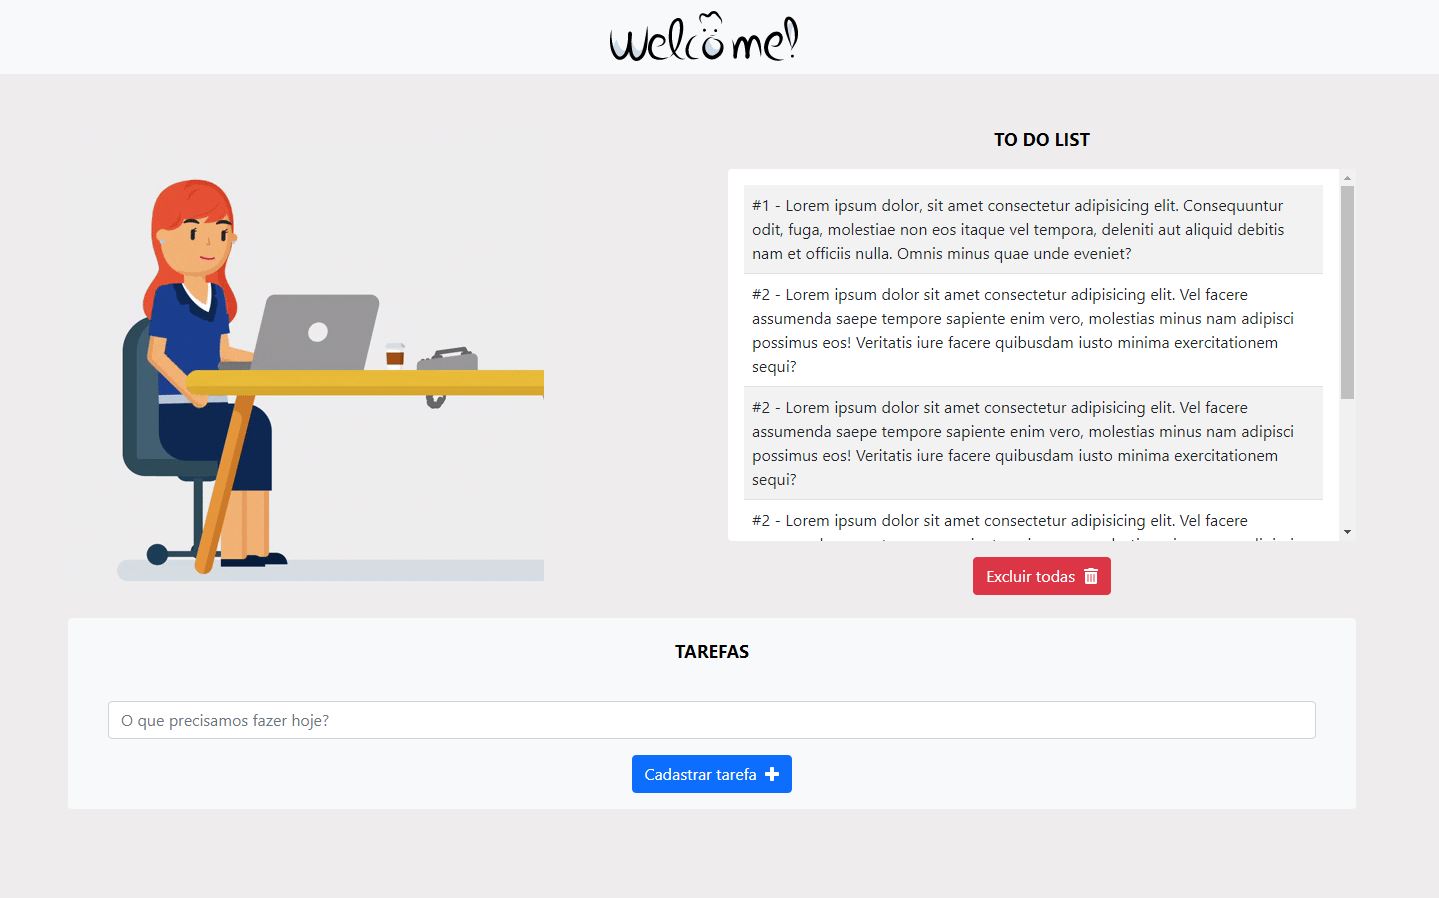 welcome!
TO DO LIST
#1 - Lorem ipsum dolor, sit amet consectetur adipisicing elit. Consequuntur
odit, fuga, molestiae non eos itaque vel tempora, deleniti aut aliquid debitis
nam et officiis nulla. Omnis minus quae unde eveniet?
#2 - Lorem ipsum dolor sit amet consectetur adipisicing elit. Vel facere
assumenda saepe tempore sapiente enim vero, molestias minus nam adipisci
possimus eos! Veritatis iure facere quibusdam iusto minima exercitationem
sequi?
#2 - Lorem ipsum dolor sit amet consectetur adipisicing elit. Vel facere
assumenda saepe tempore sapiente enim vero, molestias minus nam adipisci
possimus eos! Veritatis iure facere quibusdam iusto minima exercitationem
sequi?
#2 - Lorem ipsum dolor sit amet consectetur adipisicing elit. Vel facere
Excluir todas
TAREFAS
O que precisamos fazer hoje?
Cadastrar tarefa